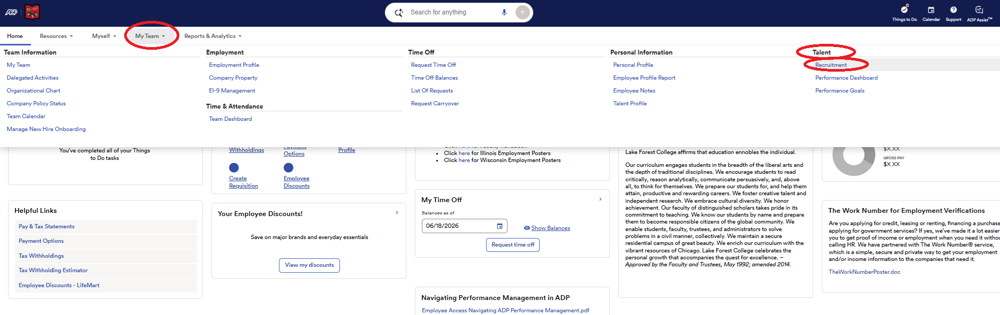 ADP
Search for anything
Things to Do
Calendar
Support
ADP Assist™
Home
Resources
Myself
My Team
Reports & Analytics
Team Information
My Team
Delegated Activities
Organizational Chart
Company Policy Status
Team Calendar
Manage New Hire Onboarding
Employment
Employment Profile
Company Property
EI-9 Management
Time & Attendance
Team Dashboard
Time Off
Request Time Off
Time Off Balances
List Of Requests
Request Carryover
Personal Information
Personal Profile
Employee Profile Report
Employee Notes
Talent Profile
Talent
Recruitment
Performance Dashboard
Performance Goals
You've completed all of your Things
to Do tasks
Helpful Links
Pay & Tax Statements
Payment Options
Tax Withholdings
Tax Withholding Estimator
Employee Discounts - LifeMart
Withholdings
Payment
Options
Profile
Create
Requisition
Employee
Discounts
Your Employee Discounts!
Save on major brands and everyday essentials
View my discounts
Click here for Faculty Handbook
Click here for Illinois Employment Posters
Click here for Wisconsin Employment Posters
My Time Off
Balances as of
06/18/2026
Show Balances
Request time off
Navigating Performance Management in ADP
Employee Access Navigating ADP Performance Management.pdf
Lake Forest College affirms that education ennobles the individual.
Our curriculum engages students in the breadth of the liberal arts and
the depth of traditional disciplines. We encourage students to read
critically, reason analytically, communicate persuasively, and, above
all, to think for themselves. We prepare our students for, and help them
attain, productive and rewarding careers. We foster creative talent and
independent research. We embrace cultural diversity. We honor
achievement. Our faculty of distinguished scholars takes pride in its
commitment to teaching. We know our students by name and prepare
them to become responsible citizens of the global community. We
enable students, faculty, trustees, and administrators to solve
problems in a civil manner, collectively. We maintain a secure
residential campus of great beauty. We enrich our curriculum with the
vibrant resources of Chicago. Lake Forest College celebrates the
personal growth that accompanies the quest for excellence. –
Approved by the Faculty and Trustees, May 1992; amended 2014.
$X.XX
GROSS PAY
$X.XX
The Work Number for Employment Verifications
Are you applying for credit, leasing or renting, financing a purchase
applying for government services? If yes, we've made it a lot easier
you to get proof of income or employment when you need it withou
calling HR. We have partnered with The Work Number® service,
which is a simple, secure and private way to get your employment
and/or income information to the companies that need it.
TheWorkNumberPoster.doc